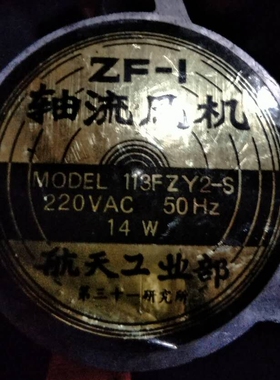 ZF-1
轴流风机
MODEL 113FZY2-S
220VAC 50Hz
14 W
航天工业部
第三十一研究所